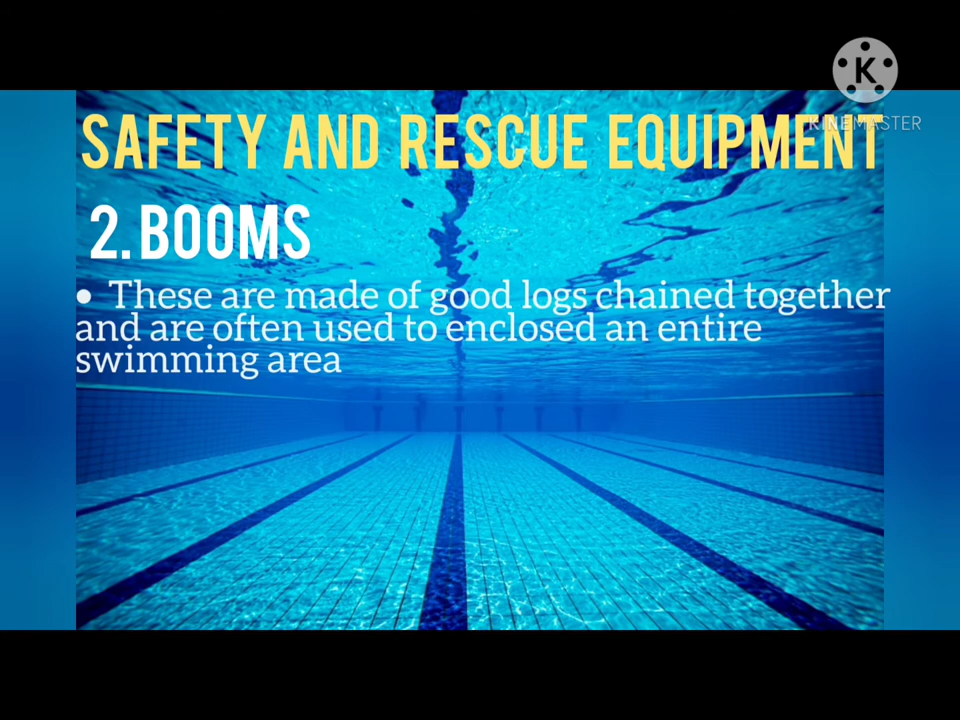 K
KINEMASTER
SAFETY AND RESCUE EQUIPMENT
2. BOOMS
• These are made of good logs chained together
and are often used to enclosed an entire
swimming area